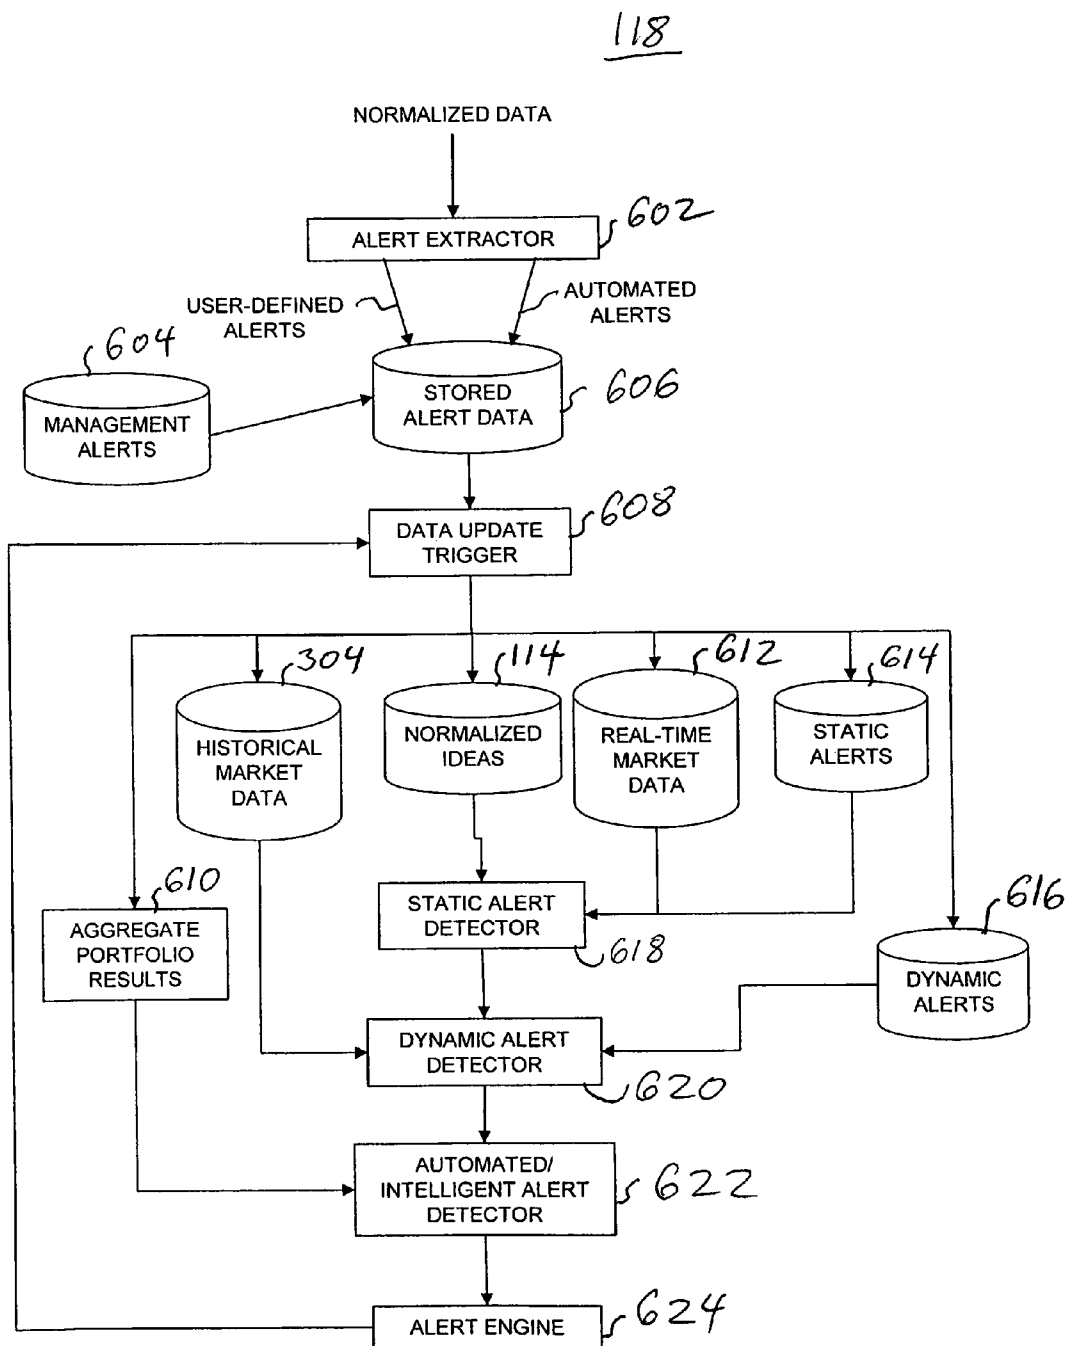 118
NORMALIZED DATA
602
ALERT EXTRACTOR
USER-DEFINED
ALERTS
AUTOMATED
ALERTS
604
MANAGEMENT
ALERTS
STORED
ALERT DATA
606
608
DATA UPDATE
TRIGGER
304
HISTORICAL
MARKET
DATA
114
NORMALIZED
IDEAS
612
REAL-TIME
MARKET
DATA
614
STATIC
ALERTS
610
AGGREGATE
PORTFOLIO
RESULTS
STATIC ALERT
DETECTOR
618
616
DYNAMIC
ALERTS
DYNAMIC ALERT
DETECTOR
620
AUTOMATED/
INTELLIGENT ALERT
DETECTOR
622
ALERT ENGINE
624